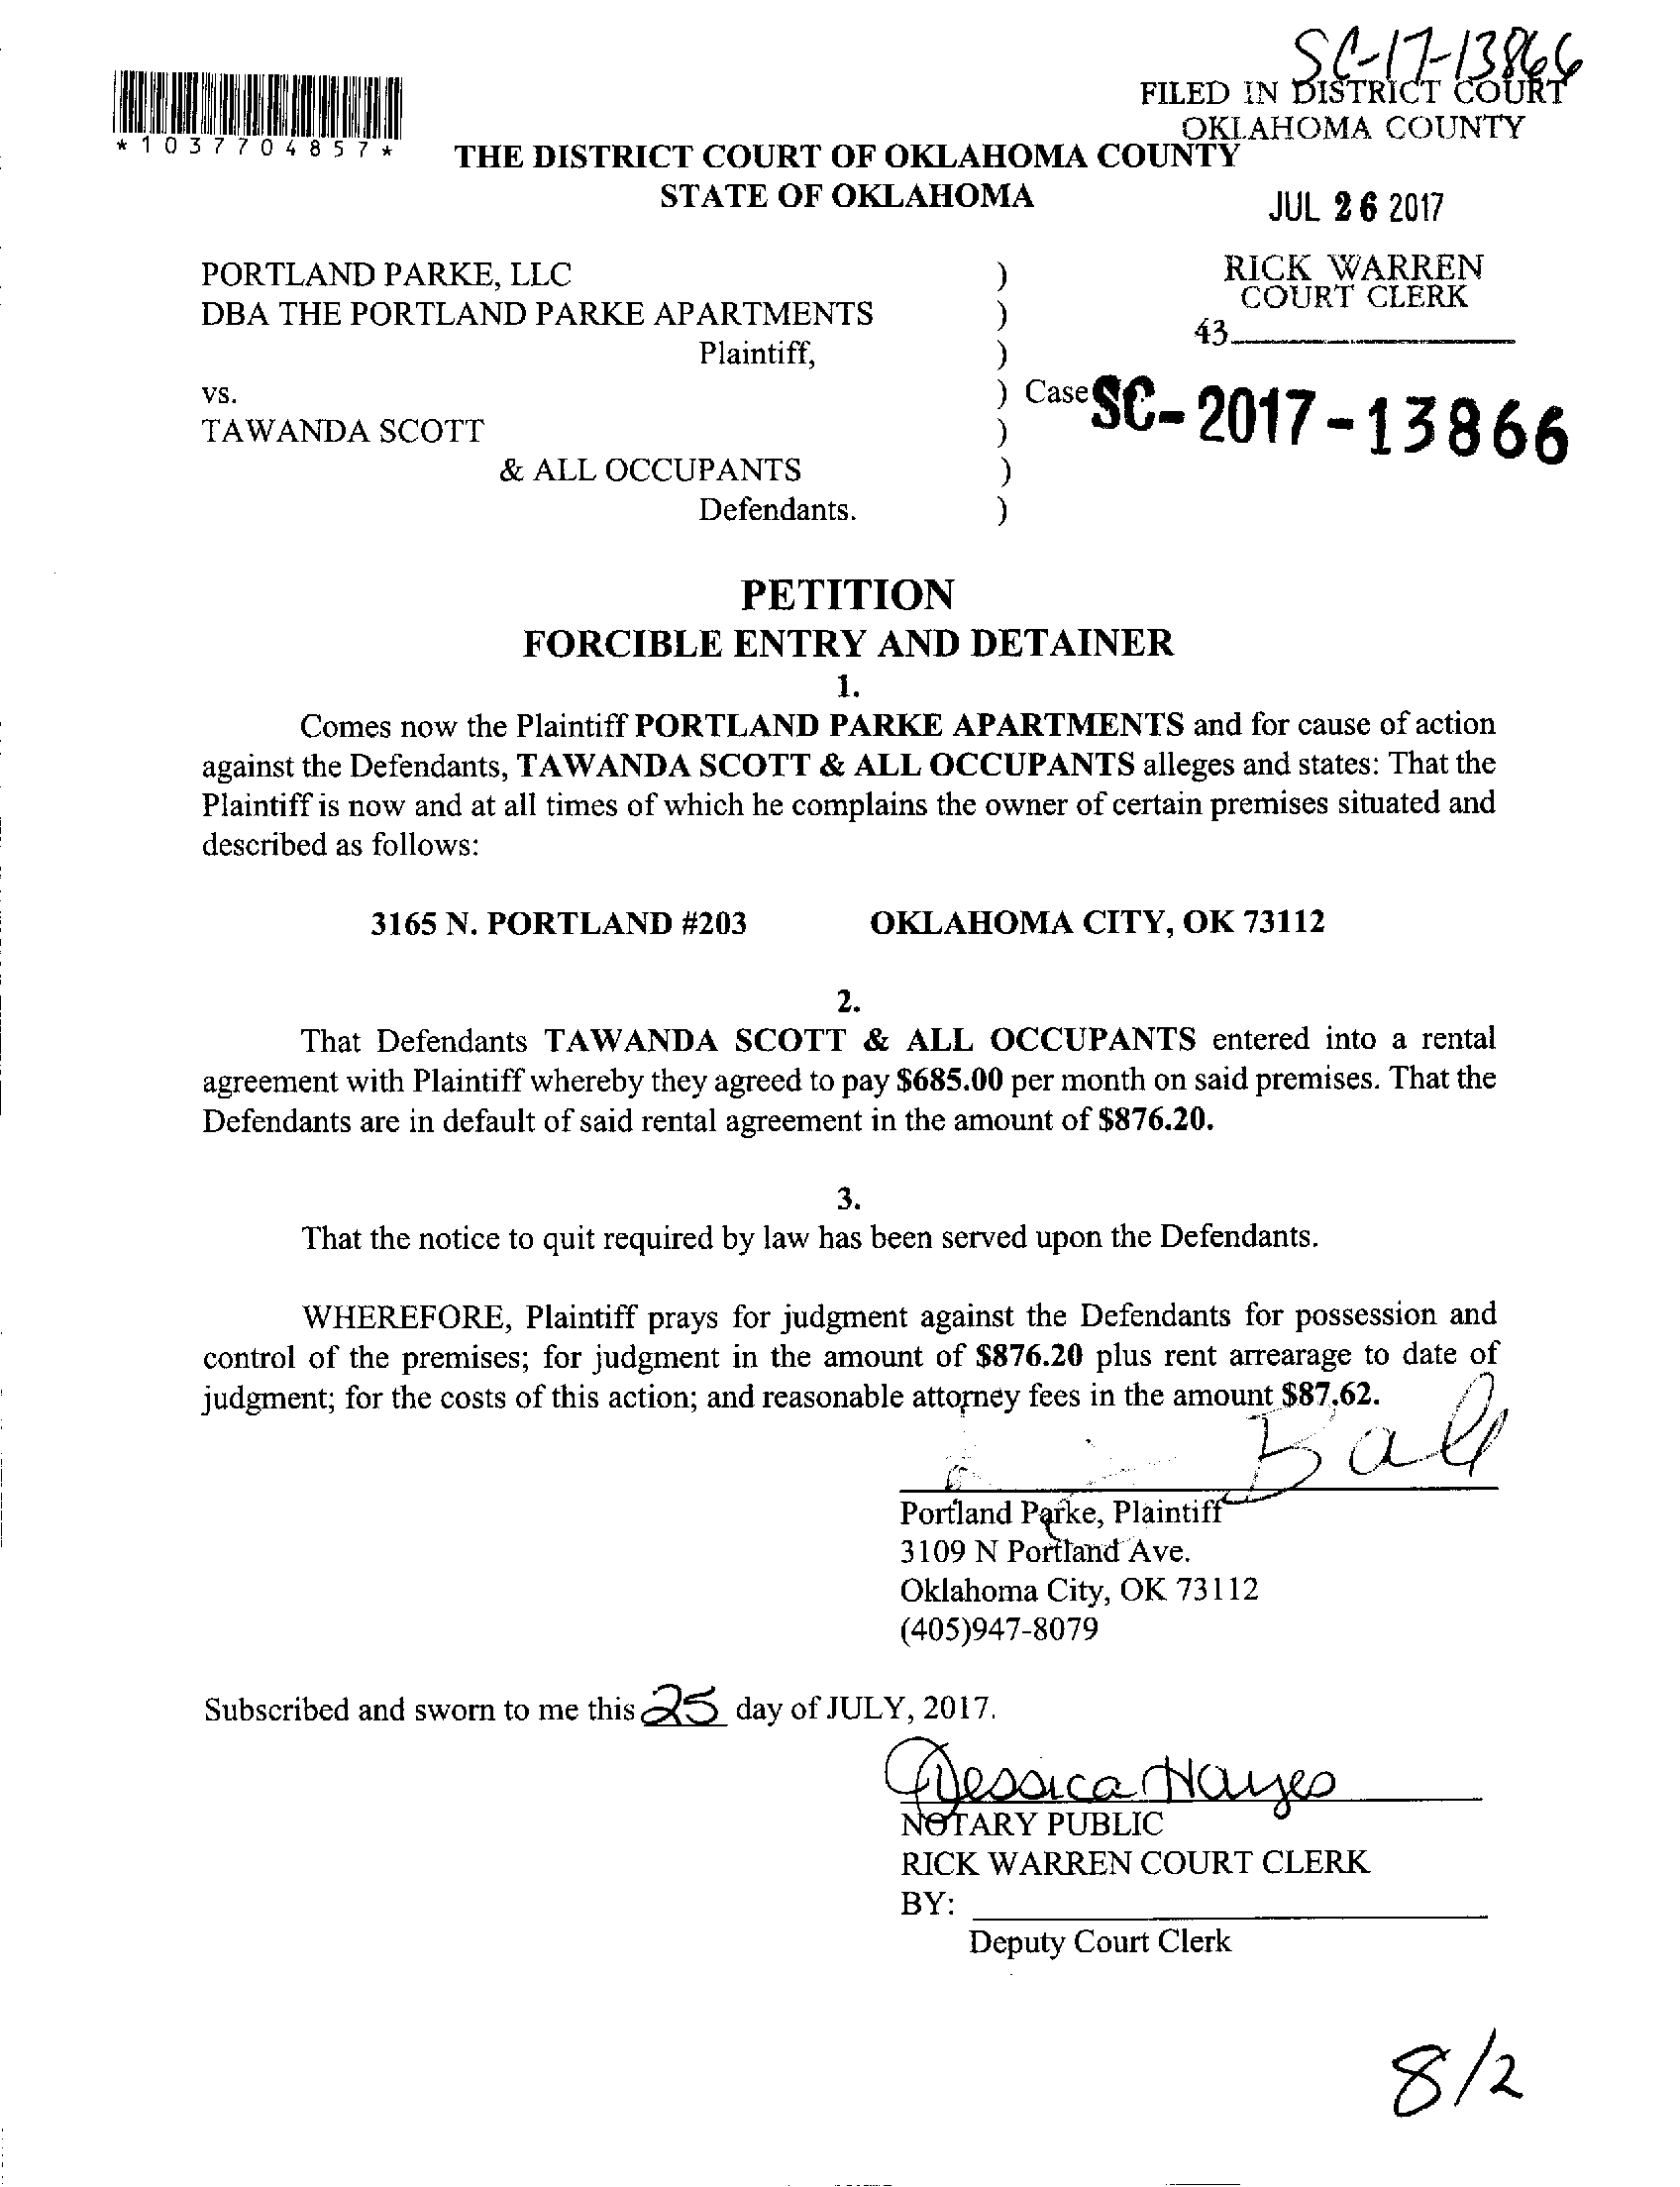 SC-17-13866
FILED IN DISTRICT COURT
OKLAHOMA COUNTY
*1037704857*
THE DISTRICT COURT OF OKLAHOMA COUNTY
STATE OF OKLAHOMA
JUL 26 2017
PORTLAND PARKE, LLC )
RICK WARREN
COURT CLERK
DBA THE PORTLAND PARKE APARTMENTS )
43
Plaintiff, )
vs. ) Case SC-2017-13866
TAWANDA SCOTT )
& ALL OCCUPANTS )
Defendants. )
PETITION
FORCIBLE ENTRY AND DETAINER
1.
Comes now the Plaintiff PORTLAND PARKE APARTMENTS and for cause of action
against the Defendants, TAWANDA SCOTT & ALL OCCUPANTS alleges and states: That the
Plaintiff is now and at all times of which he complains the owner of certain premises situated and
described as follows:
3165 N. PORTLAND #203 OKLAHOMA CITY, OK 73112
2.
That Defendants TAWANDA SCOTT & ALL OCCUPANTS entered into a rental
agreement with Plaintiff whereby they agreed to pay $685.00 per month on said premises. That the
Defendants are in default of said rental agreement in the amount of $876.20.
3.
That the notice to quit required by law has been served upon the Defendants.
WHEREFORE, Plaintiff prays for judgment against the Defendants for possession and
control of the premises; for judgment in the amount of $876.20 plus rent arrearage to date of
judgment; for the costs of this action; and reasonable attorney fees in the amount $87.62.
Portland Parke, Plaintiff
3109 N Portland Ave.
Oklahoma City, OK 73112
(405)947-8079
Subscribed and sworn to me this 25 day of JULY, 2017.
Jessica Hayes
NOTARY PUBLIC
RICK WARREN COURT CLERK
BY:
Deputy Court Clerk
8/2